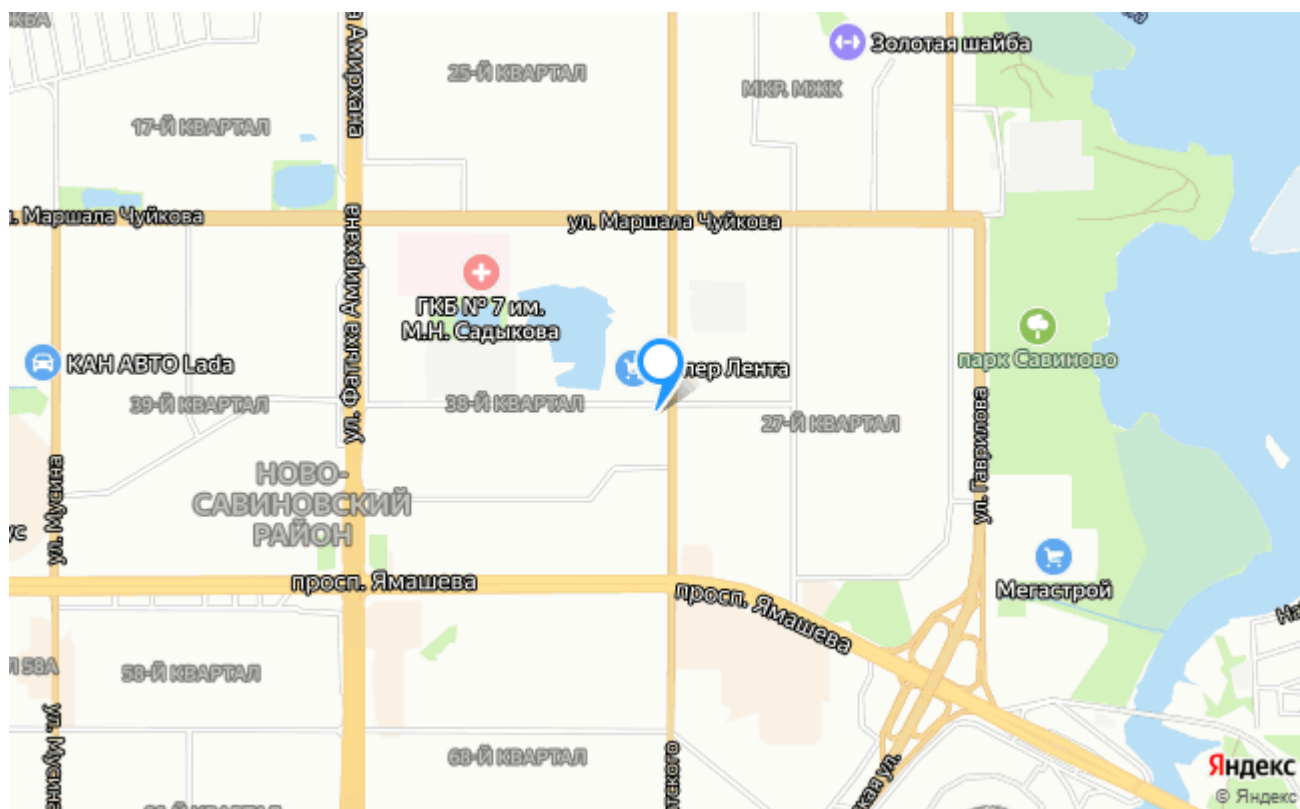 25-Й КВАРТАЛ
Золотая шайба
МКР. МЖК
17-Й КВАРТАЛ
Амирхана
ул. Маршала Чуйкова
Маршала Чуйкова
ул. Фатыха Амирхана
ГКБ № 7 им.
М.Н. Садыкова
КАН АВТО Lada
Лента
парк Савиново
39-Й КВАРТАЛ
38-Й КВАРТАЛ
27-Й КВАРТАЛ
ул. Гаврилова
НОВО-
САВИНОВСКИЙ
РАЙОН
ул. Мусина
просп. Ямашева
просп. Ямашева
Мегастрой
58А
58-Й КВАРТАЛ
68-Й КВАРТАЛ
ул. Мусина
Яндекс
© Яндекс